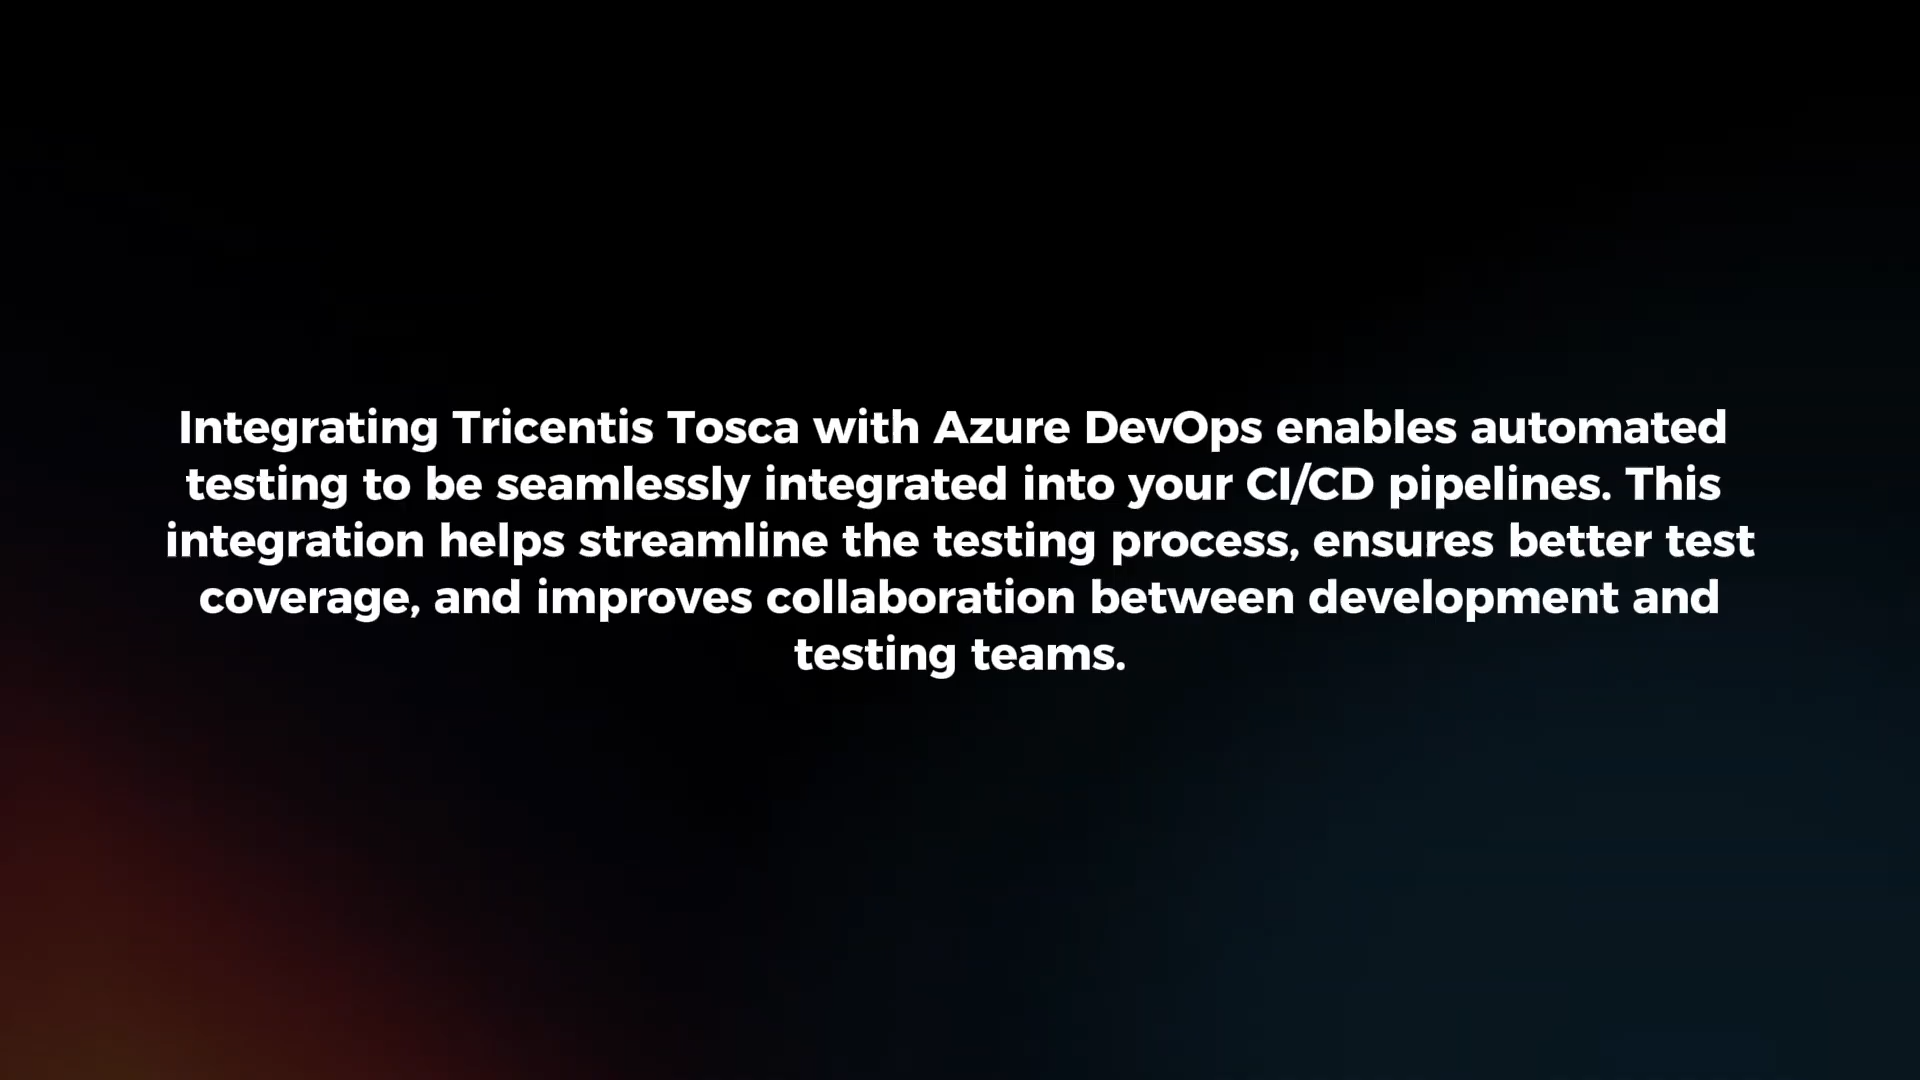 Integrating Tricentis Tosca with Azure DevOps enables automated
testing to be seamlessly integrated into your CI/CD pipelines. This
integration helps streamline the testing process, ensures better test
coverage, and improves collaboration between development and
testing teams.